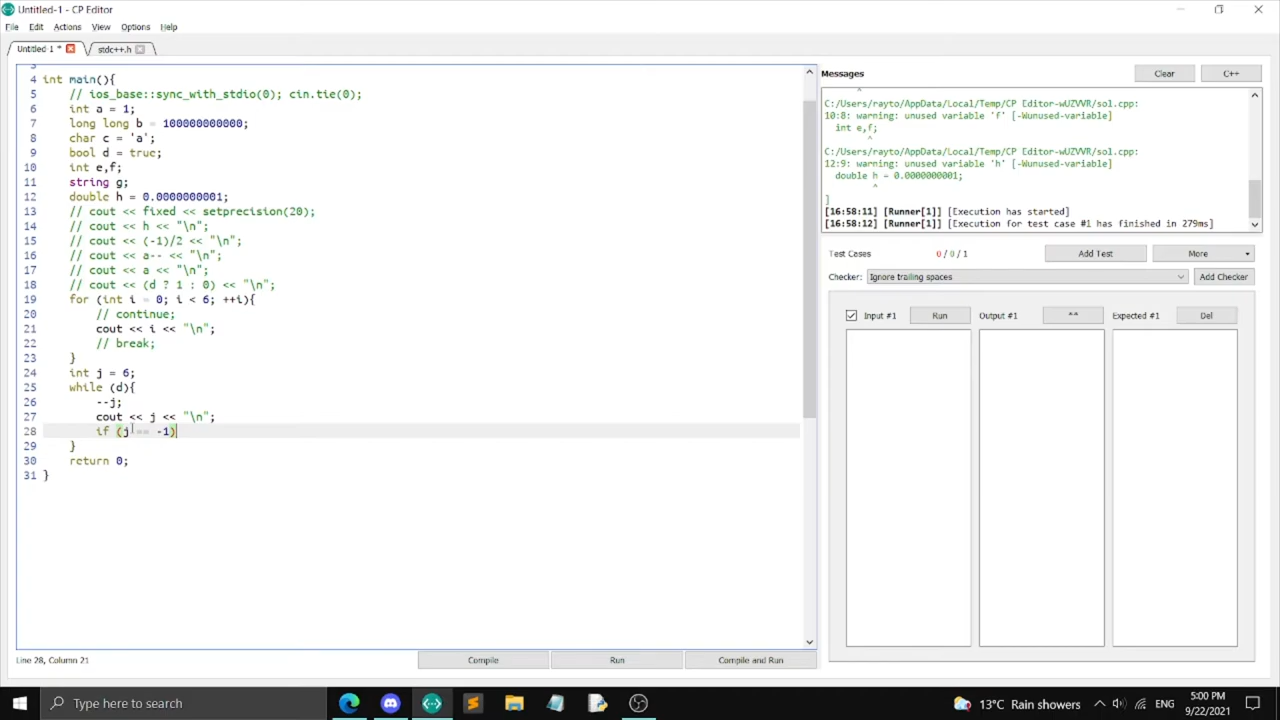 Untitled-1 - CP Editor
File Edit Actions View Options Help
Untitled-1 * stdc++.h
3
4 int main(){
5 // ios_base::sync_with_stdio(0); cin.tie(0);
6 int a = 1;
7 long long b = 100000000000;
8 char c = 'a';
9 bool d = true;
10 int e,f;
11 string g;
12 double h = 0.0000000001;
13 // cout << fixed << setprecision(20);
14 // cout << h << "\n";
15 // cout << (-1)/2 << "\n";
16 // cout << a-- << "\n";
17 // cout << a << "\n";
18 // cout << (d ? 1 : 0) << "\n";
19 for (int i = 0; i < 6; ++i){
20 // continue;
21 cout << i << "\n";
22 // break;
23 }
24 int j = 6;
25 while (d){
26 --j;
27 cout << j << "\n";
28 if (j == -1)
29 }
30 return 0;
31 }
Line 28, Column 21
Compile Run Compile and Run
Messages Clear C++
^
C:/Users/rayto/AppData/Local/Temp/CP Editor-wUZVVR/sol.cpp:
10:8: warning: unused variable 'f' [-Wunused-variable]
int e,f;
^
C:/Users/rayto/AppData/Local/Temp/CP Editor-wUZVVR/sol.cpp:
12:9: warning: unused variable 'h' [-Wunused-variable]
double h = 0.0000000001;
^
]
[16:58:11] [Runner[1]] [Execution has started]
[16:58:12] [Runner[1]] [Execution for test case #1 has finished in 279ms]
Test Cases 0 / 0 / 1 Add Test More
Checker: Ignore trailing spaces Add Checker
Input #1 Run Output #1 ^^ Expected #1 Del
Type here to search
13°C Rain showers ENG
5:00 PM
9/22/2021